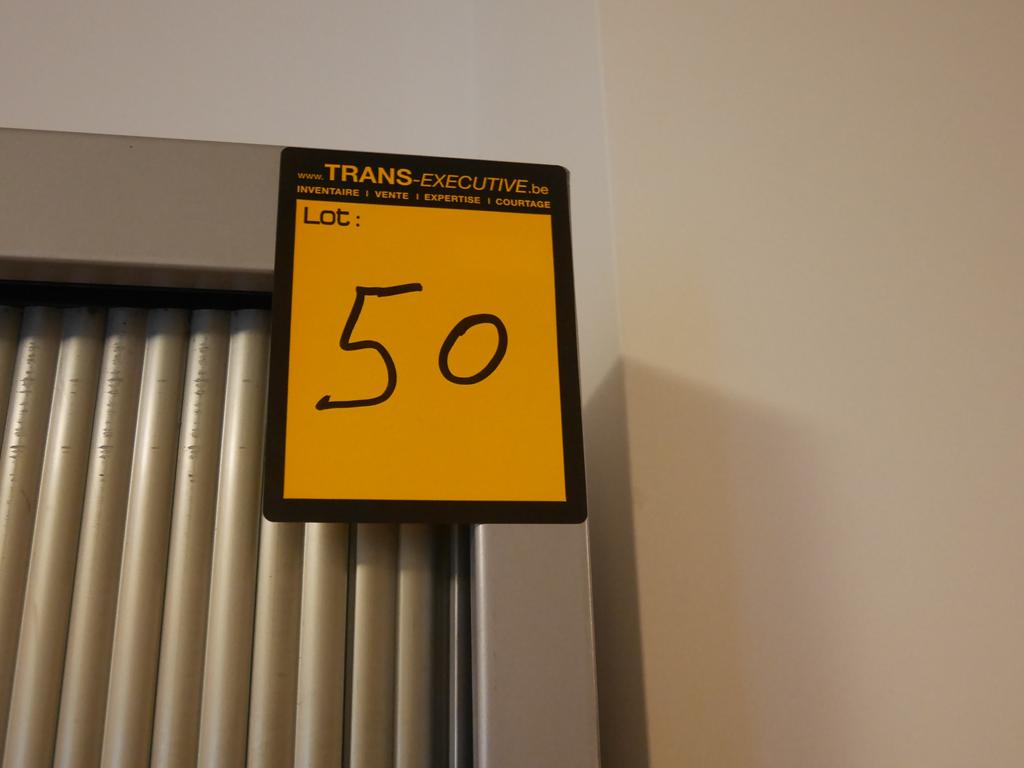 www.TRANS-EXECUTIVE.be
INVENTAIRE | VENTE | EXPERTISE | COURTAGE
Lot:
50